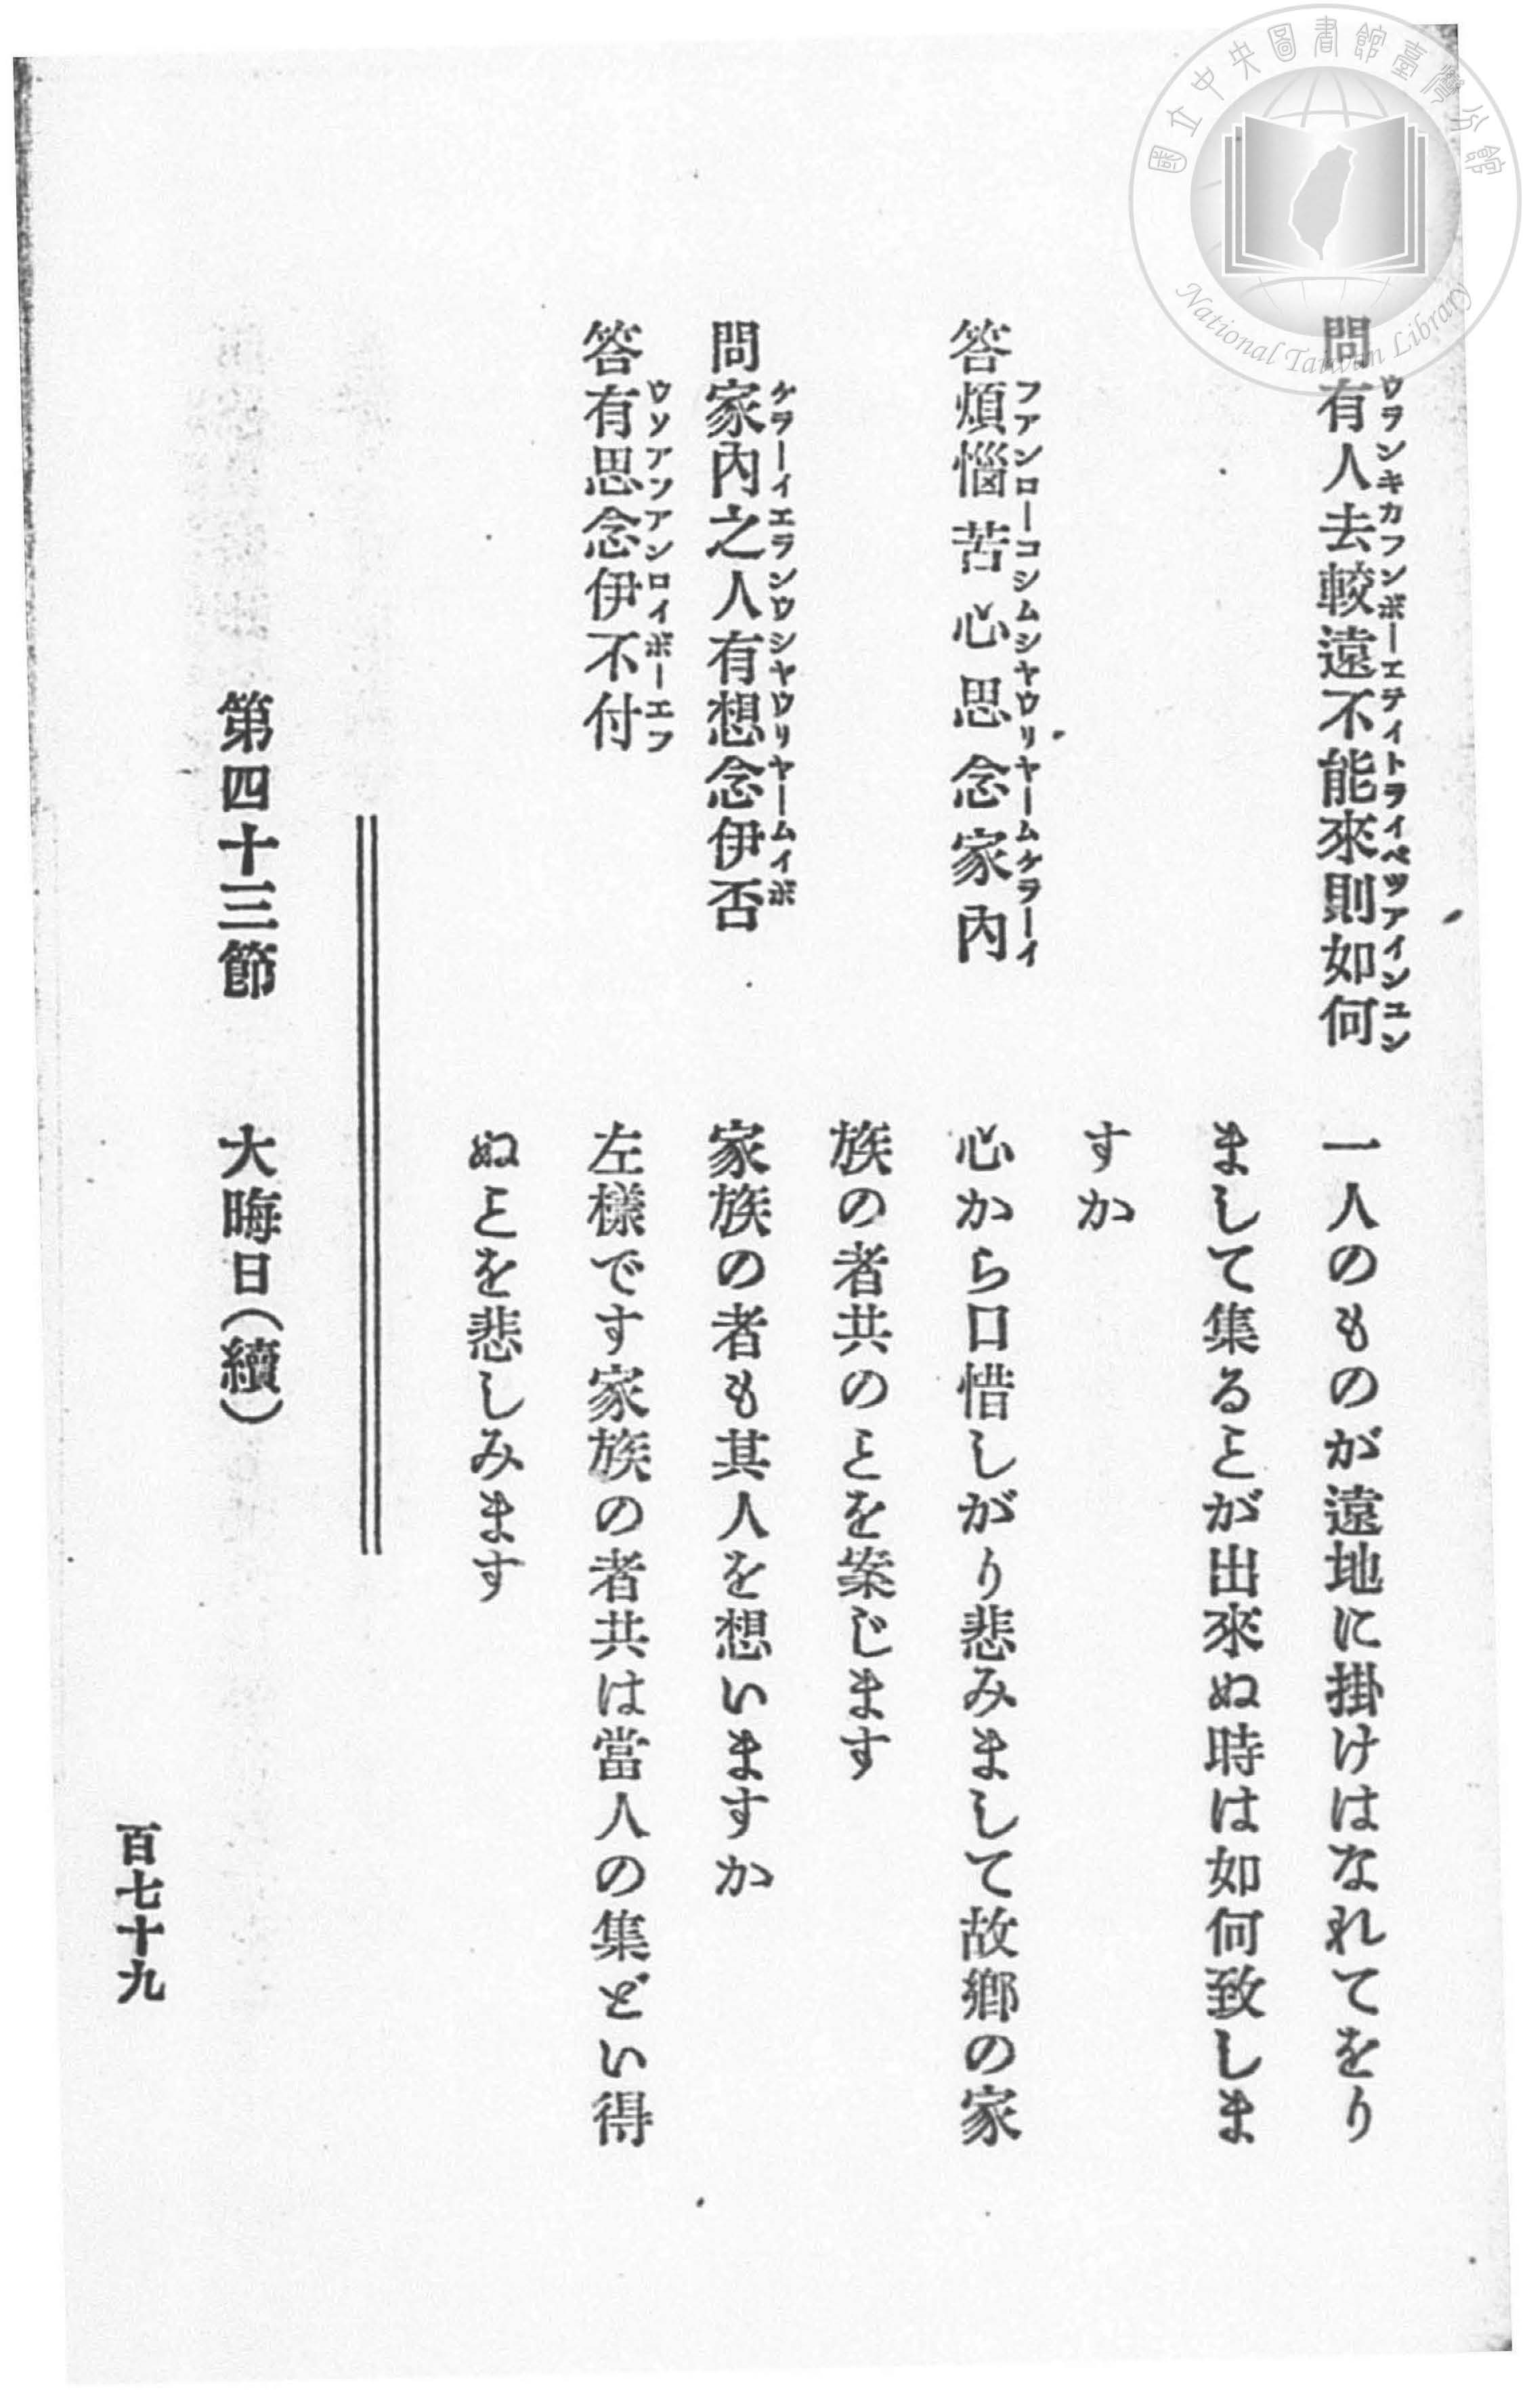 國立中央圖書館臺灣分館
National Taiwan Library
問有人去較遠不能來則如何
ウヲンキカフンボーエテイトライベツアインユン
一人のものが遠地に掛けはなれてをり
まして集るとが出來ぬ時は如何致しま
すか
答煩惱苦心思念家內
フアンローコシムシヤウリヤームケラーイ
心から口惜しがり悲みまして故鄉の家
族の者共のとを案じます
問家內之人有想念伊否
ケラーイエランウシヤウリヤームイボ
家族の者も其人を想いますか
答有思念伊不付
ウソアンソアンロイボーエフ
左樣です家族の者共は當人の集どい得
ぬとを悲しみます
第四十三節 大晦日(續)
百七十九